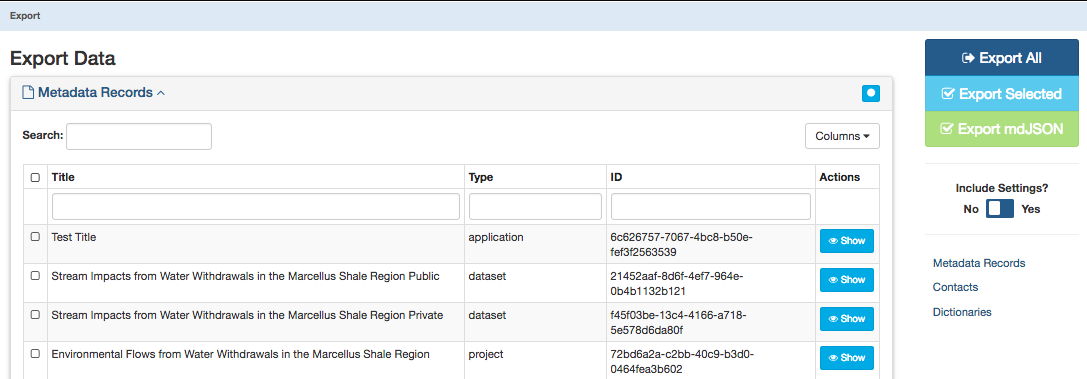 Export
Export Data
Metadata Records
Search:
Columns
Title Type ID Actions
Test Title application 6c626757-7067-4bc8-b50e-
fef3f2563539 Show
Stream Impacts from Water Withdrawals in the Marcellus Shale Region Public dataset 21452aaf-8d6f-4ef7-964e-
0b4b1132b121 Show
Stream Impacts from Water Withdrawals in the Marcellus Shale Region Private dataset f45f03be-13c4-4166-a718-
5e578d6da80f Show
Environmental Flows from Water Withdrawals in the Marcellus Shale Region project 72bd6a2a-c2bb-40c9-b3d0-
0464fea3b602 Show
Export All
Export Selected
Export mdJSON
Include Settings?
No Yes
Metadata Records
Contacts
Dictionaries